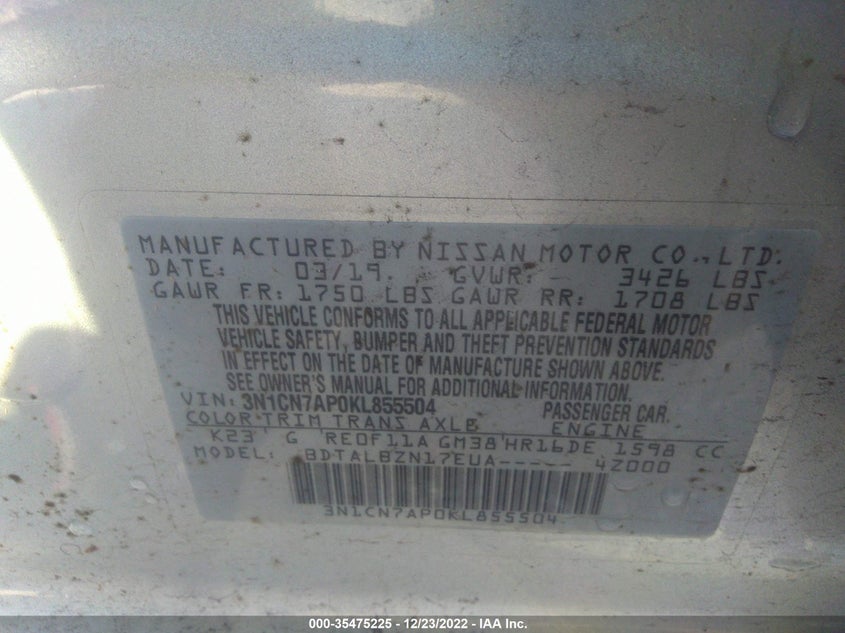 MANUFACTURED BY NISSAN MOTOR CO., LTD.
DATE: 03/19. GVWR: 3426 LBS
GAWR FR: 1750 LBS GAWR RR: 1708 LBS
THIS VEHICLE CONFORMS TO ALL APPLICABLE FEDERAL MOTOR
VEHICLE SAFETY, BUMPER AND THEFT PREVENTION STANDARDS
IN EFFECT ON THE DATE OF MANUFACTURE SHOWN ABOVE.
SEE OWNER'S MANUAL FOR ADDITIONAL INFORMATION.
VIN: 3N1CN7AP0KL855504 PASSENGER CAR.
COLOR TRIM TRANS AXLE ENGINE
K23 G RE0F11A GM38 HR16DE 1598 CC
MODEL: BDTALBZN17EUA----- 4Z000
3N1CN7AP0KL855504
000-35475225 - 12/23/2022 - IAA Inc.